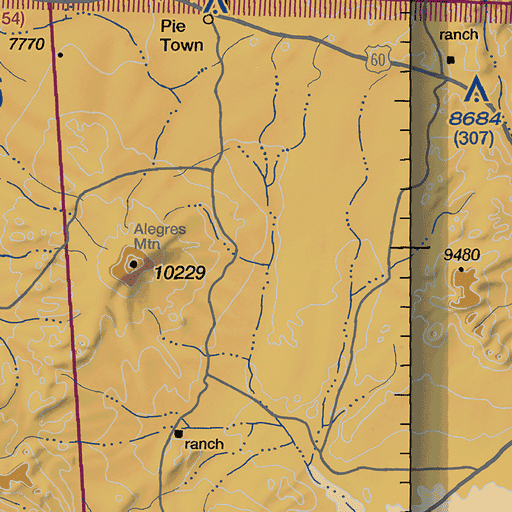 54)
Pie
Town
7770
60
ranch
8684
(307)
Alegres
Mtn
10229
9480
ranch